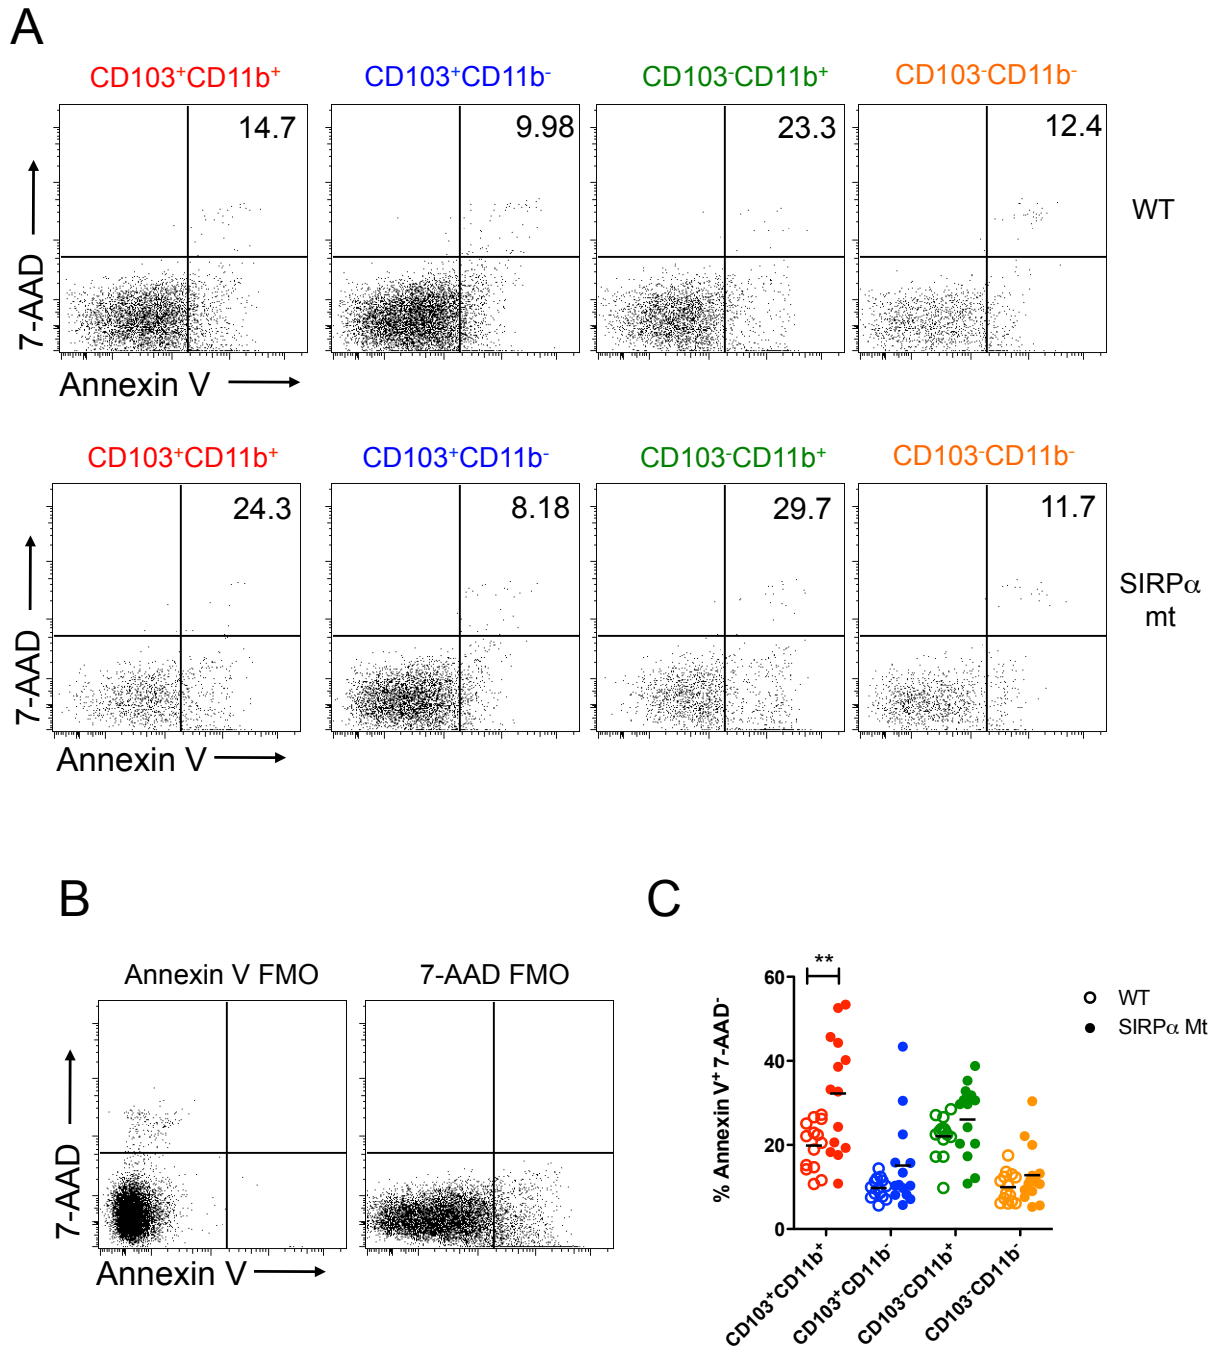 A
CD103⁺CD11b⁺ CD103⁺CD11b⁻ CD103⁻CD11b⁺ CD103⁻CD11b⁻
14.7 9.98 23.3 12.4
WT
7-AAD
Annexin V
CD103⁺CD11b⁺ CD103⁺CD11b⁻ CD103⁻CD11b⁺ CD103⁻CD11b⁻
24.3 8.18 29.7 11.7
SIRPα
mt
7-AAD
Annexin V
B
Annexin V FMO 7-AAD FMO
7-AAD
Annexin V
C
**
60
40
20
0
% Annexin V⁺ 7-AAD⁻
WT
SIRPα Mt
CD103⁺CD11b⁺
CD103⁺CD11b⁻
CD103⁻CD11b⁺
CD103⁻CD11b⁻